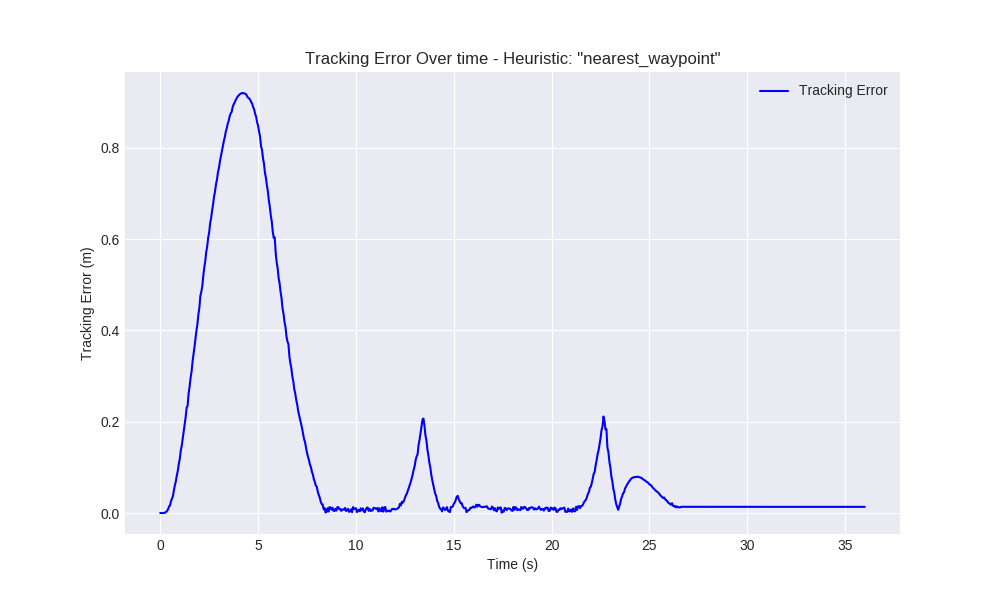 Tracking Error Over time - Heuristic: "nearest_waypoint"
Tracking Error
Tracking Error (m)
0.8
0.6
0.4
0.2
0.0
0 5 10 15 20 25 30 35
Time (s)